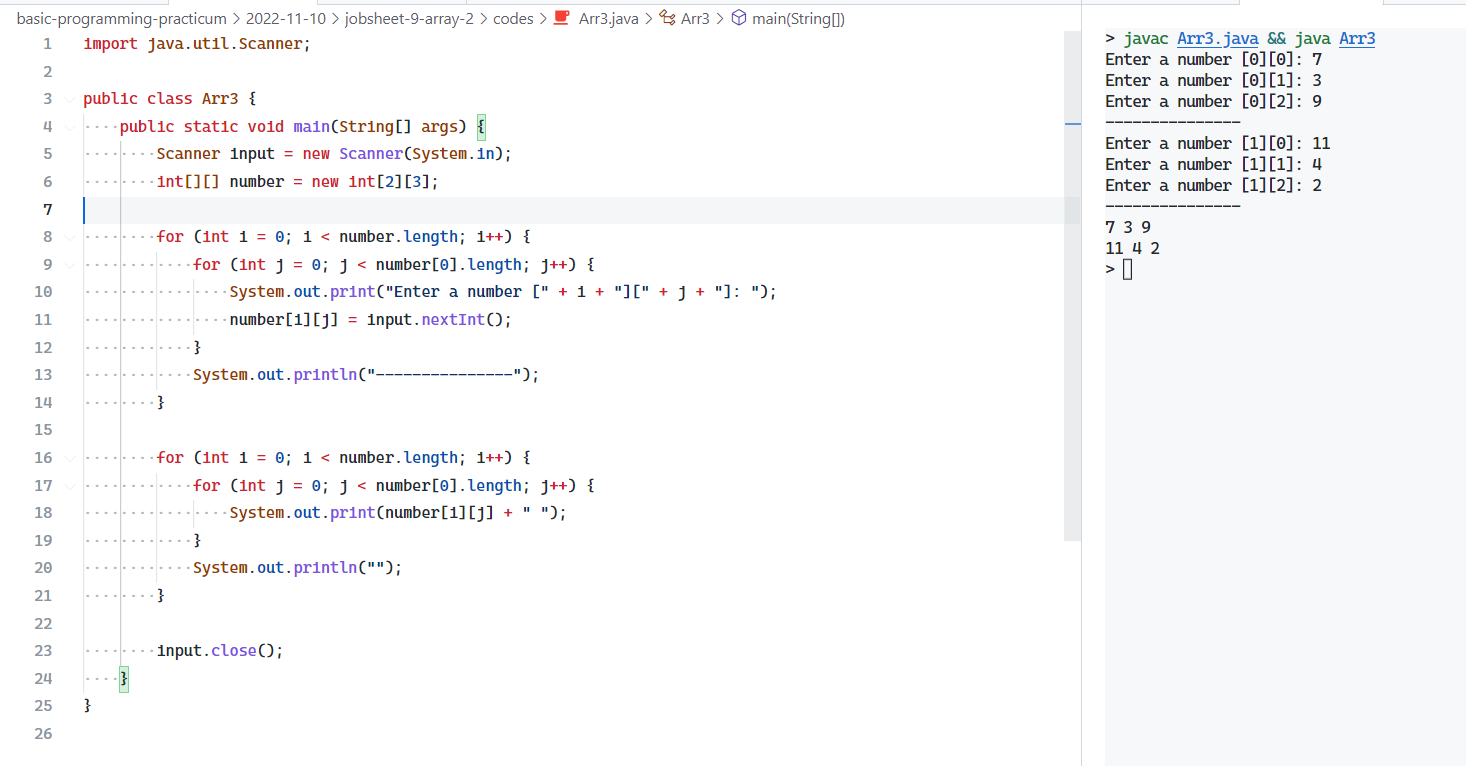 basic-programming-practicum > 2022-11-10 > jobsheet-9-array-2 > codes > Arr3.java > Arr3 > main(String[])
1 import java.util.Scanner;
2
3 public class Arr3 {
4 ····public static void main(String[] args) {
5 ········Scanner input = new Scanner(System.in);
6 ········int[][] number = new int[2][3];
7
8 ········for (int i = 0; i < number.length; i++) {
9 ············for (int j = 0; j < number[0].length; j++) {
10 ················System.out.print("Enter a number [" + i + "][" + j + "]: ");
11 ················number[i][j] = input.nextInt();
12 ············}
13 ············System.out.println("---------------");
14 ········}
15
16 ········for (int i = 0; i < number.length; i++) {
17 ············for (int j = 0; j < number[0].length; j++) {
18 ················System.out.print(number[i][j] + " ");
19 ············}
20 ············System.out.println("");
21 ········}
22
23 ········input.close();
24 ····}
25 }
26
> javac Arr3.java && java Arr3
Enter a number [0][0]: 7
Enter a number [0][1]: 3
Enter a number [0][2]: 9
---------------
Enter a number [1][0]: 11
Enter a number [1][1]: 4
Enter a number [1][2]: 2
---------------
7 3 9
11 4 2
>